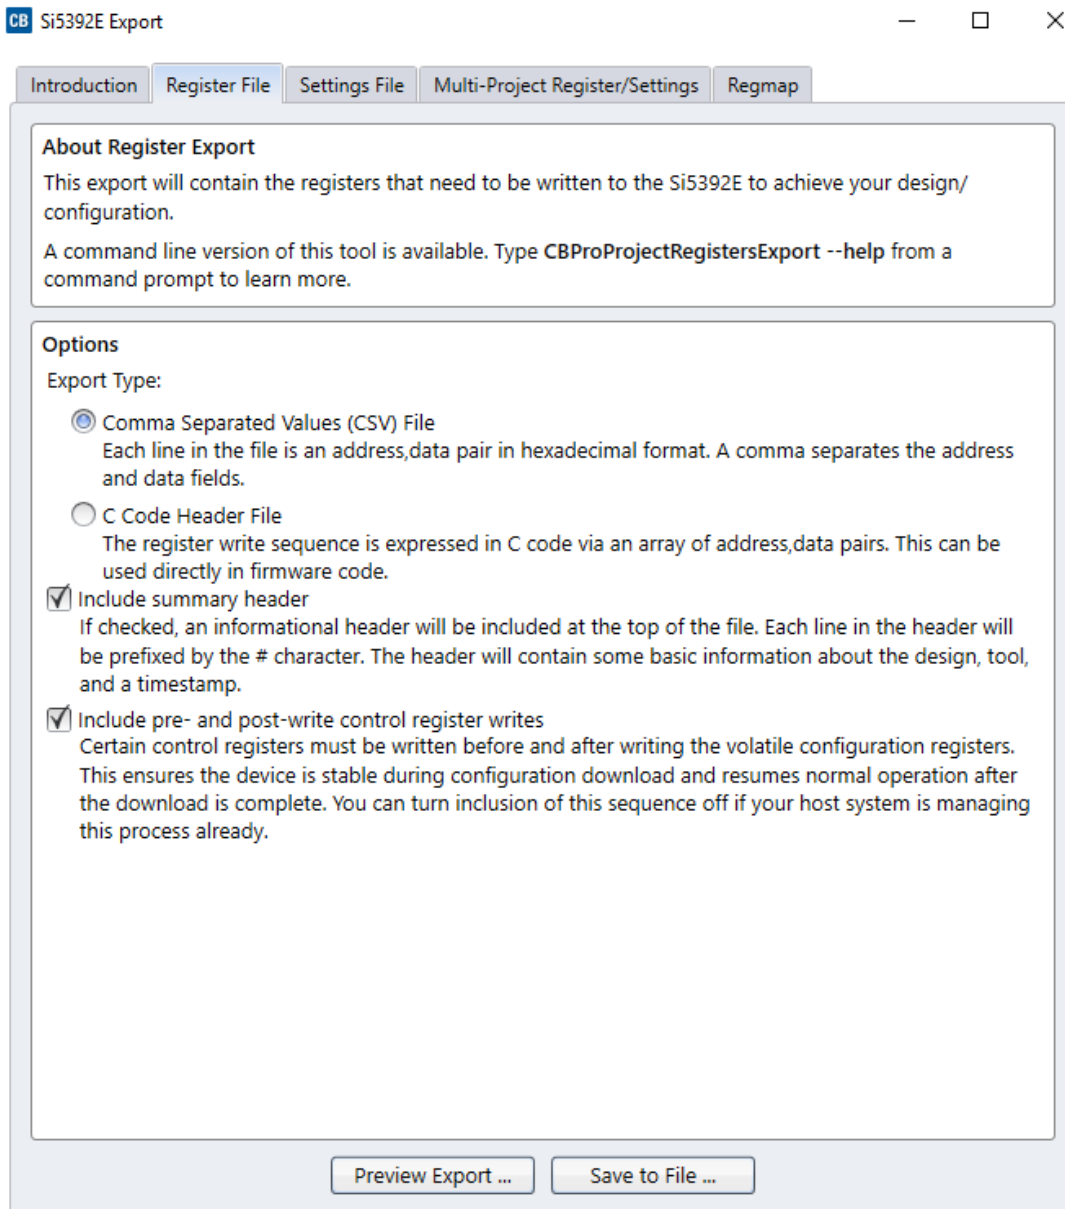 CB Si5392E Export
Introduction Register File Settings File Multi-Project Register/Settings Regmap
About Register Export
This export will contain the registers that need to be written to the Si5392E to achieve your design/
configuration.
A command line version of this tool is available. Type CBProProjectRegistersExport --help from a
command prompt to learn more.
Options
Export Type:
Comma Separated Values (CSV) File
Each line in the file is an address,data pair in hexadecimal format. A comma separates the address
and data fields.
C Code Header File
The register write sequence is expressed in C code via an array of address,data pairs. This can be
used directly in firmware code.
Include summary header
If checked, an informational header will be included at the top of the file. Each line in the header will
be prefixed by the # character. The header will contain some basic information about the design, tool,
and a timestamp.
Include pre- and post-write control register writes
Certain control registers must be written before and after writing the volatile configuration registers.
This ensures the device is stable during configuration download and resumes normal operation after
the download is complete. You can turn inclusion of this sequence off if your host system is managing
this process already.
Preview Export ... Save to File ...